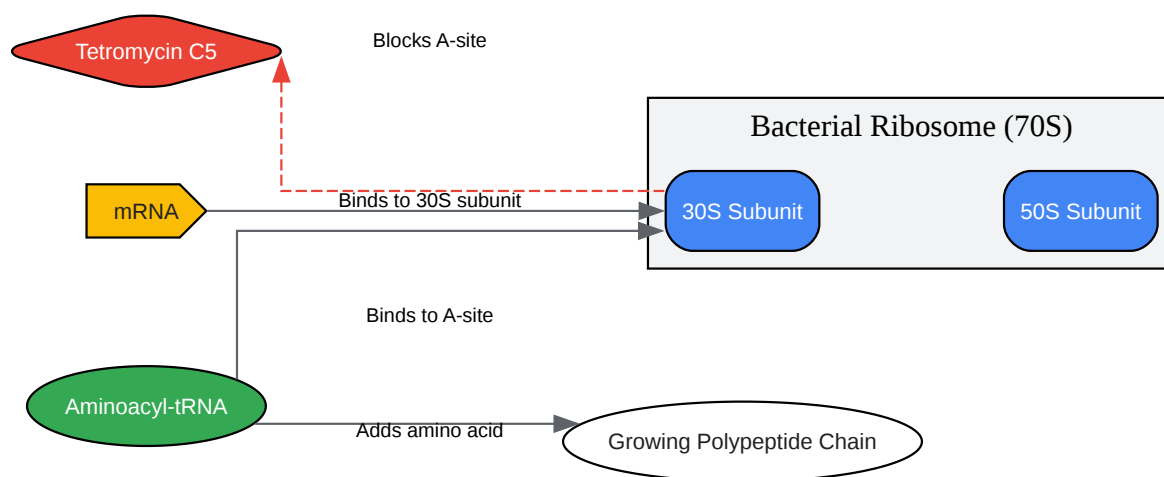 Blocks A-site
Tetromycin C5
Bacterial Ribosome (70S)
Binds to 30S subunit
mRNA
30S Subunit
50S Subunit
Binds to A-site
Aminoacyl-tRNA
Adds amino acid
Growing Polypeptide Chain